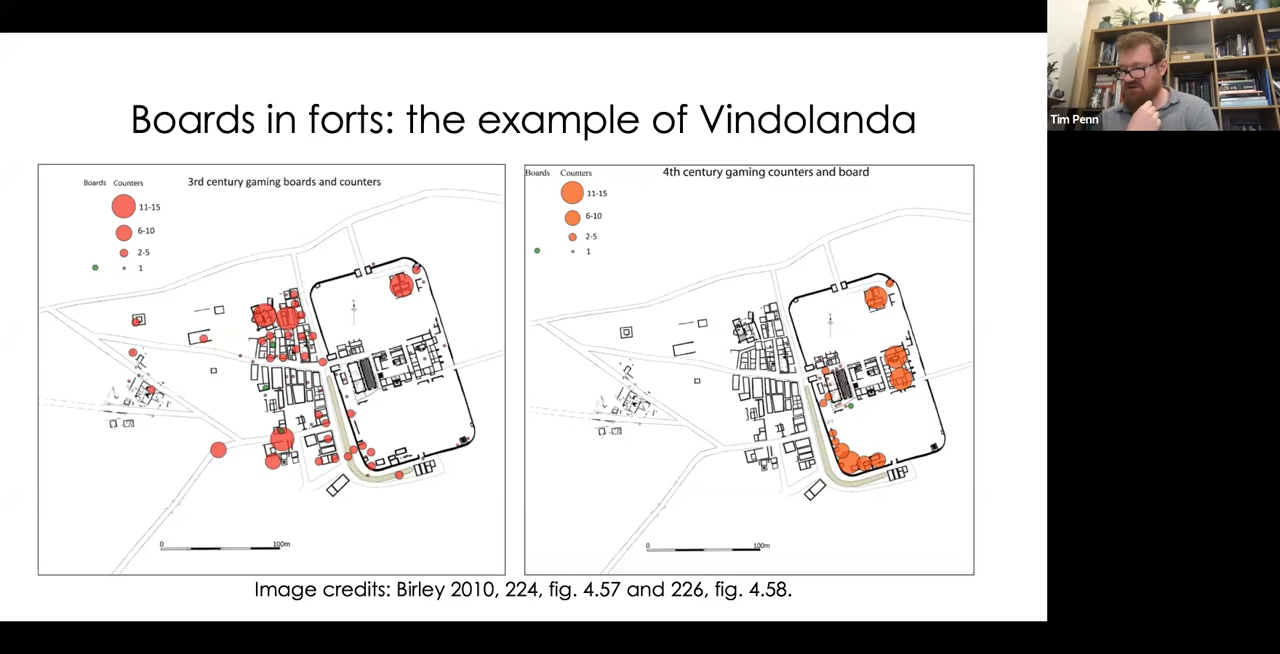 Boards in forts: the example of Vindolanda
Boards Counters
3rd century gaming boards and counters
11-15
6-10
2-5
1
0
100m
Boards Counters
4th century gaming counters and board
11-15
6-10
2-5
1
0
100m
Image credits: Birley 2010, 224, fig. 4.57 and 226, fig. 4.58.
Tim Penn